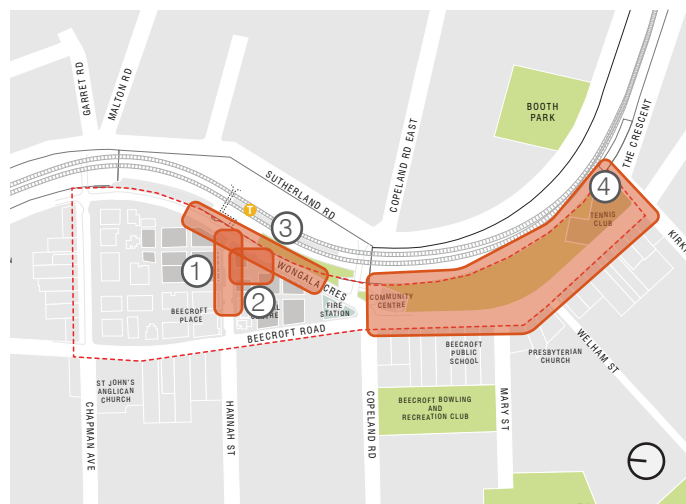 GARRET RD
MALTON RD
SUTHERLAND RD
COPELAND RD EAST
BOOTH
PARK
THE CRESCENT
T
3
4
TENNIS
CLUB
1
2
WONGALA
CRES
COMMUNITY
CENTRE
BEECROFT
PLACE
CENTRE
FIRE
STATION
BEECROFT ROAD
BEECROFT
PUBLIC
SCHOOL
PRESBYTERIAN
CHURCH
WELHAM ST
ST JOHN'S
ANGLICAN
CHURCH
CHAPMAN AVE
HANNAH ST
COPELAND RD
BEECROFT BOWLING
AND
RECREATION CLUB
MARY ST